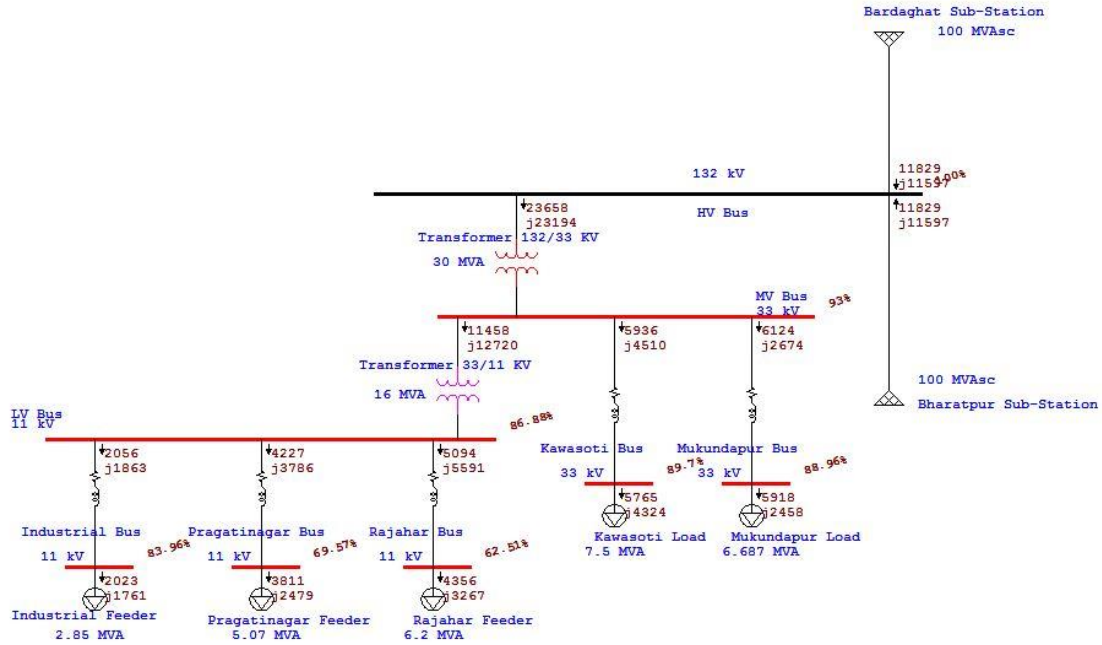 Bardaghat Sub-Station
100 MVAsc
11829
j11597
100%
132 kV
11829
j11597
HV Bus
23658
j23194
Transformer 132/33 KV
30 MVA
MV Bus
33 kV
93%
11458
j12720
5936
j4510
6124
j2674
Transformer 33/11 KV
16 MVA
100 MVAsc
Bharatpur Sub-Station
LV Bus
11 kV
86.88%
2056
j1863
4227
j3786
5094
j5591
Kawasoti Bus
33 kV
89.7%
Mukundapur Bus
33 kV
88.96%
5765
j4324
5918
j2458
Kawasoti Load
7.5 MVA
Mukundapur Load
6.687 MVA
Industrial Bus
11 kV
83.96%
Pragatinagar Bus
11 kV
69.57%
Rajahar Bus
11 kV
62.51%
2023
j1761
3811
j2479
4356
j3267
Industrial Feeder
2.85 MVA
Pragatinagar Feeder
5.07 MVA
Rajahar Feeder
6.2 MVA